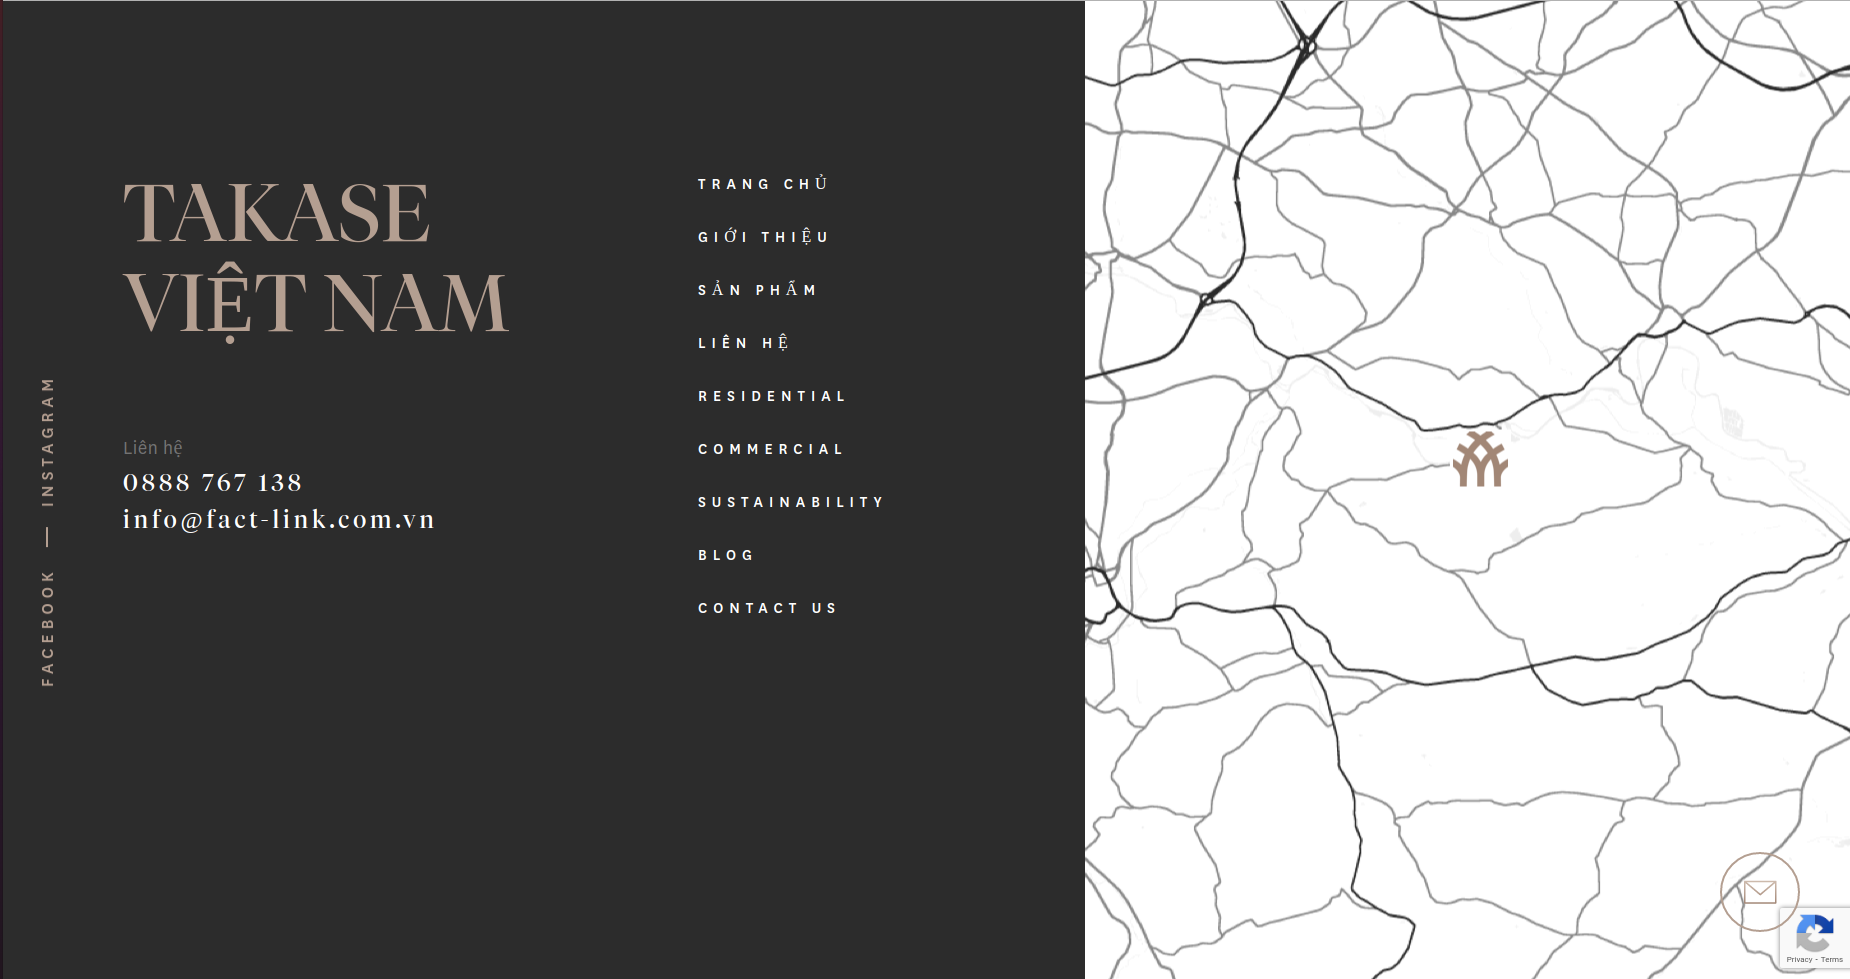 TAKASE
VIỆT NAM
Liên hệ
0888 767 138
info@fact-link.com.vn
FACEBOOK — INSTAGRAM
TRANG CHỦ
GIỚI THIỆU
SẢN PHẨM
LIÊN HỆ
RESIDENTIAL
COMMERCIAL
SUSTAINABILITY
BLOG
CONTACT US
Privacy - Terms